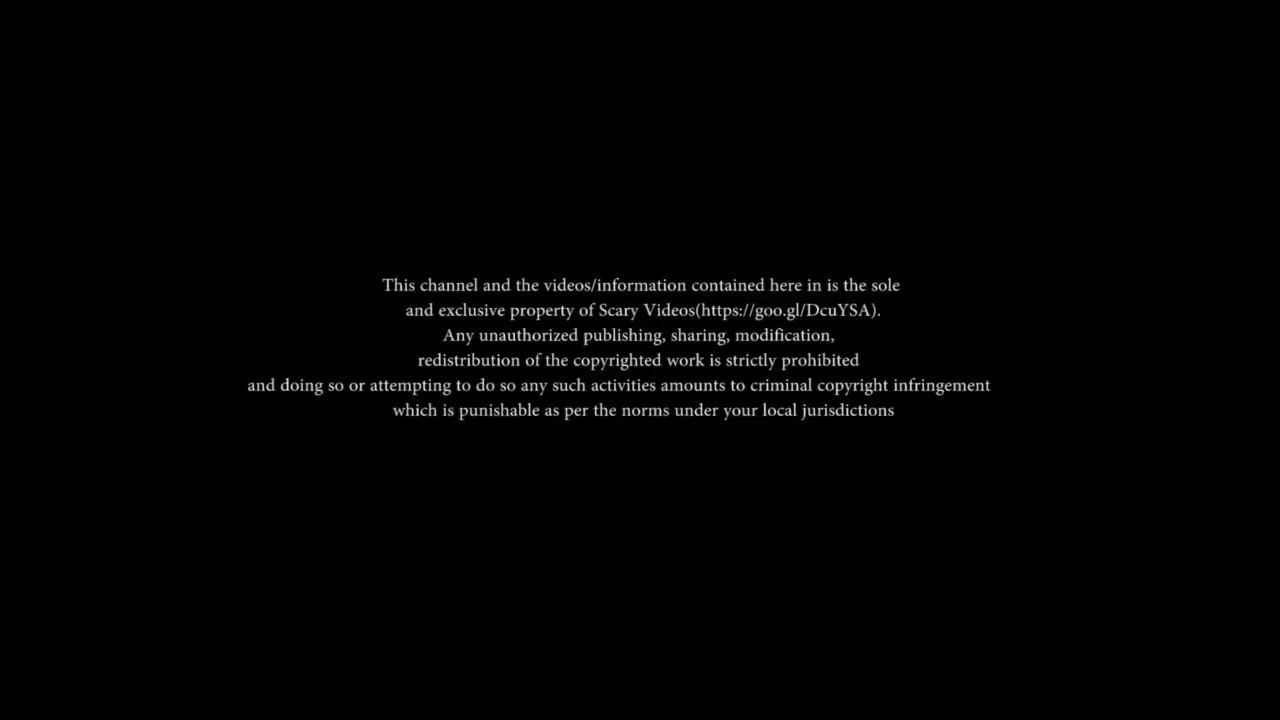 This channel and the videos/information contained here in is the sole
and exclusive property of Scary Videos(https://goo.gl/DcuYSA).
Any unauthorized publishing, sharing, modification,
redistribution of the copyrighted work is strictly prohibited
and doing so or attempting to do so any such activities amounts to criminal copyright infringement
which is punishable as per the norms under your local jurisdictions